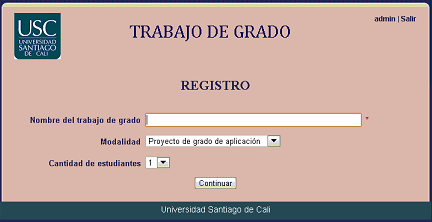 USC
UNIVERSIDAD
SANTIAGO
DE CALI
TRABAJO DE GRADO
admin | Salir
REGISTRO
Nombre del trabajo de grado *
Modalidad Proyecto de grado de aplicación
Cantidad de estudiantes 1
Continuar
Universidad Santiago de Cali